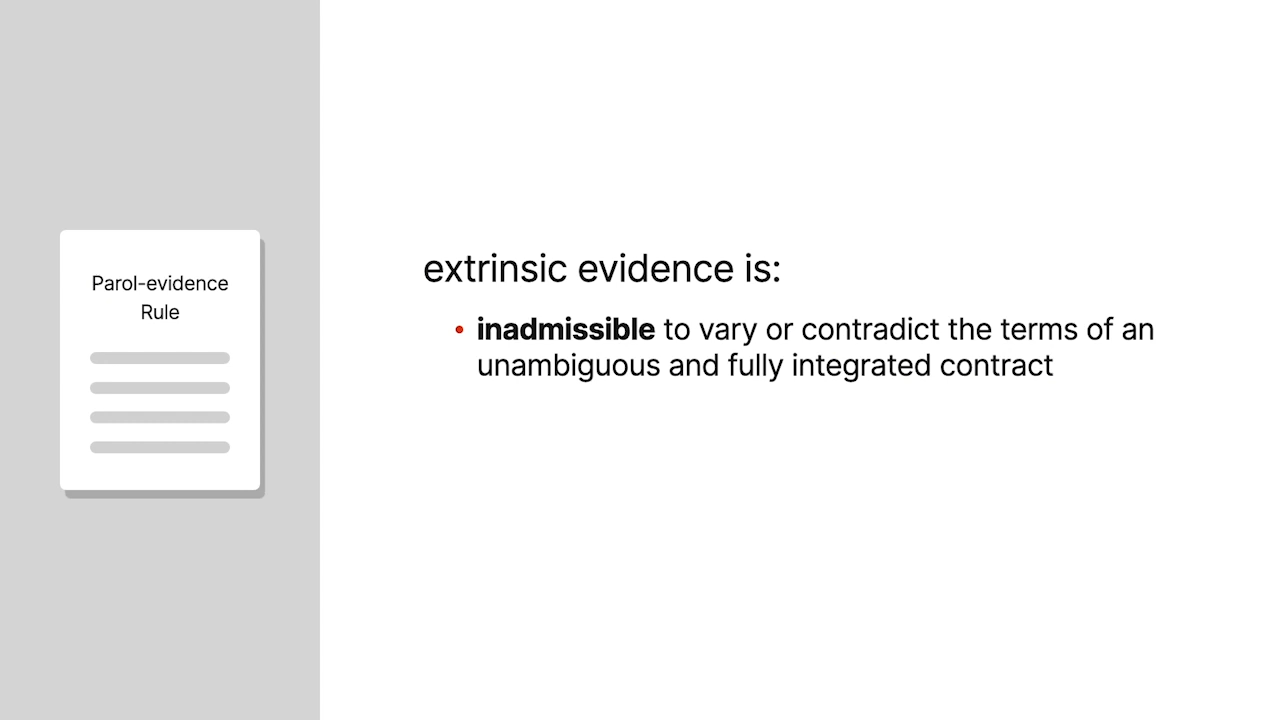 Parol-evidence
Rule
extrinsic evidence is:
• inadmissible to vary or contradict the terms of an
unambiguous and fully integrated contract